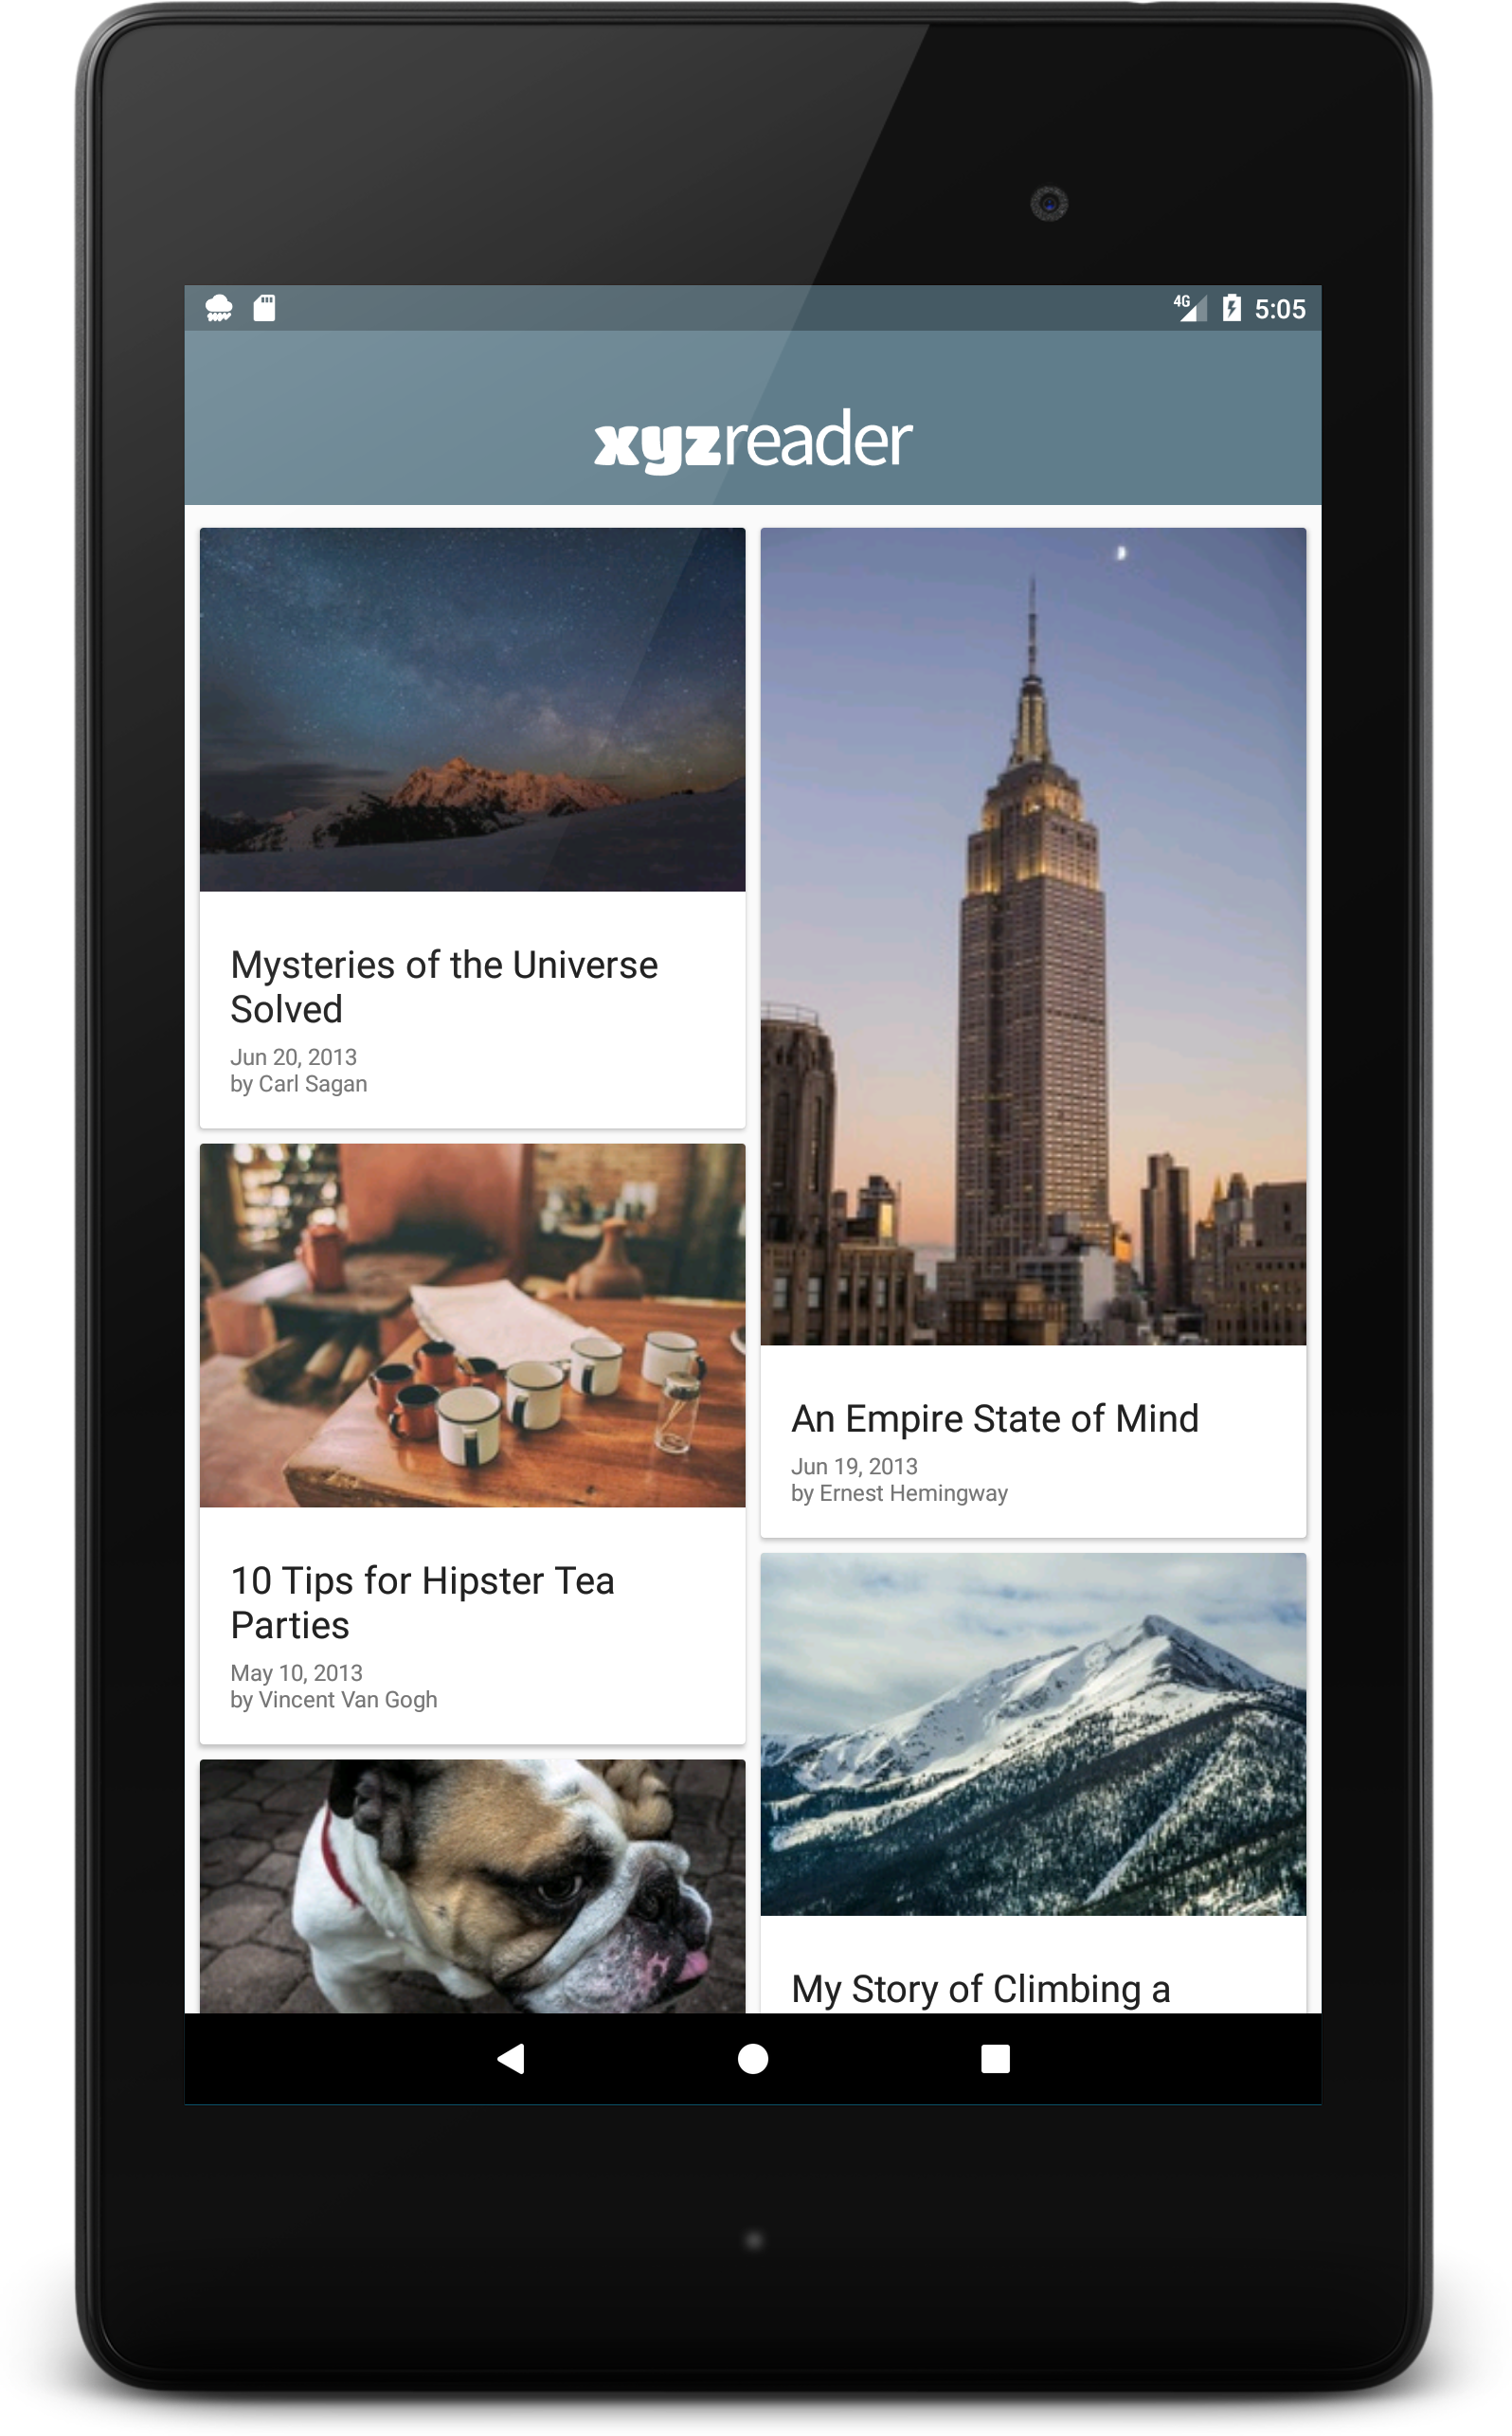 4G 5:05
xyzreader
Mysteries of the Universe
Solved
Jun 20, 2013
by Carl Sagan
An Empire State of Mind
Jun 19, 2013
by Ernest Hemingway
10 Tips for Hipster Tea
Parties
May 10, 2013
by Vincent Van Gogh
My Story of Climbing a